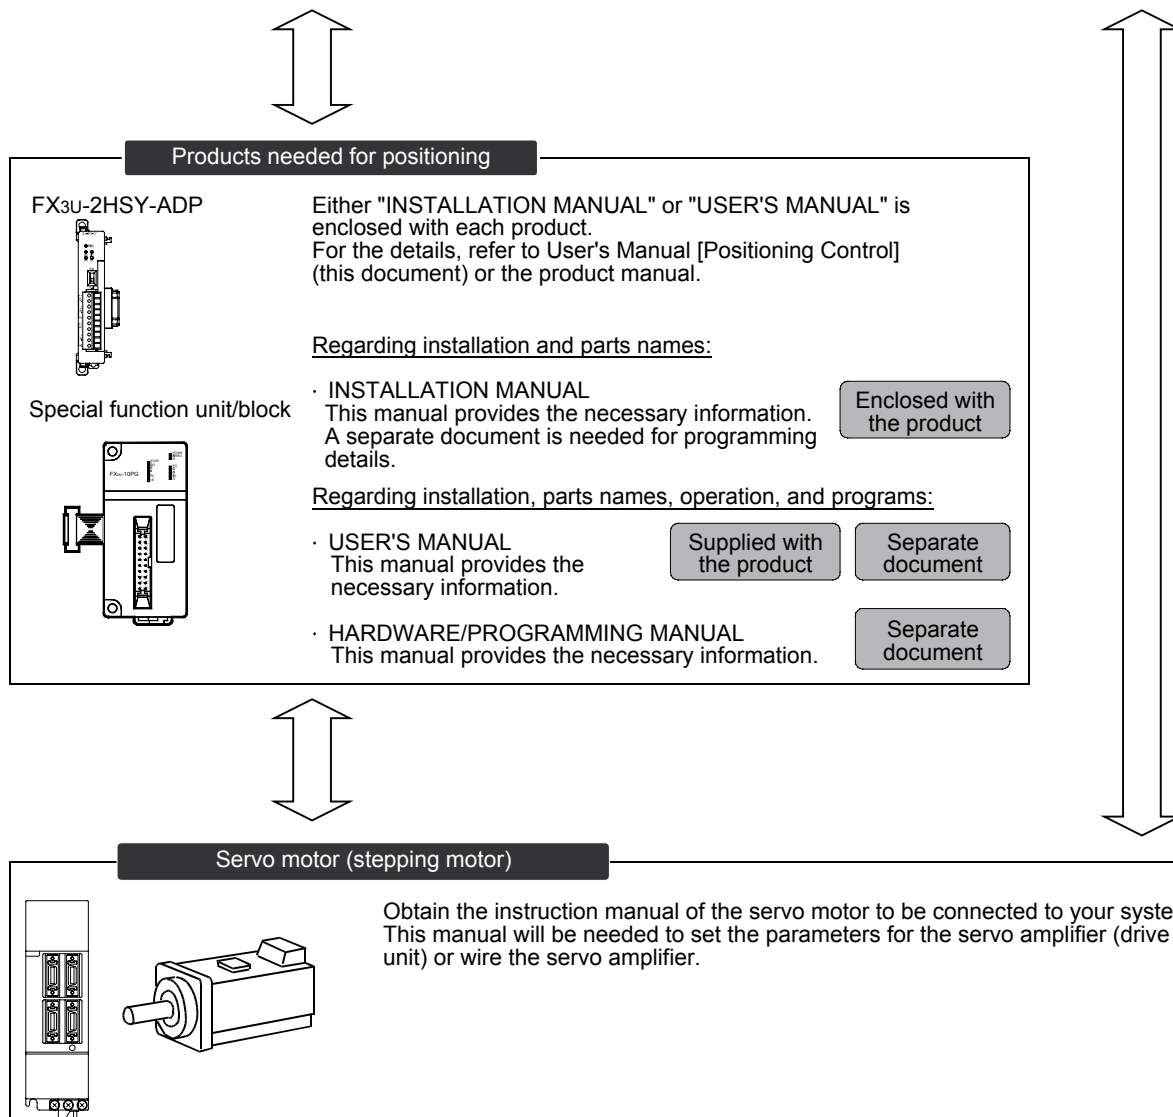 Products needed for positioning
FX3U-2HSY-ADP
Either "INSTALLATION MANUAL" or "USER'S MANUAL" is
enclosed with each product.
For the details, refer to User's Manual [Positioning Control]
(this document) or the product manual.
Regarding installation and parts names:
· INSTALLATION MANUAL
This manual provides the necessary information.
A separate document is needed for programming
details.
Enclosed with
the product
Special function unit/block
FX2N-10PG
Regarding installation, parts names, operation, and programs:
· USER'S MANUAL
This manual provides the
necessary information.
Supplied with
the product
Separate
document
· HARDWARE/PROGRAMMING MANUAL
This manual provides the necessary information.
Separate
document
Servo motor (stepping motor)
Obtain the instruction manual of the servo motor to be connected to your syste
This manual will be needed to set the parameters for the servo amplifier (drive
unit) or wire the servo amplifier.